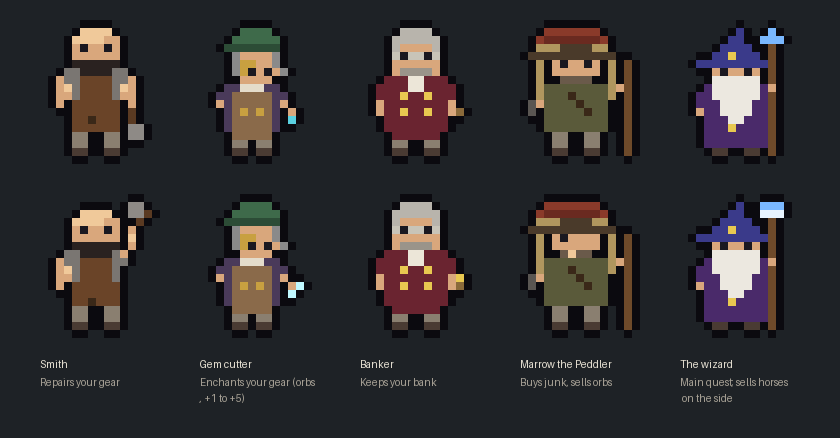 Smith
Repairs your gear
Gem cutter
Enchants your gear (orbs
, +1 to +5)
Banker
Keeps your bank
Marrow the Peddler
Buys junk, sells orbs
The wizard
Main quest; sells horses
on the side